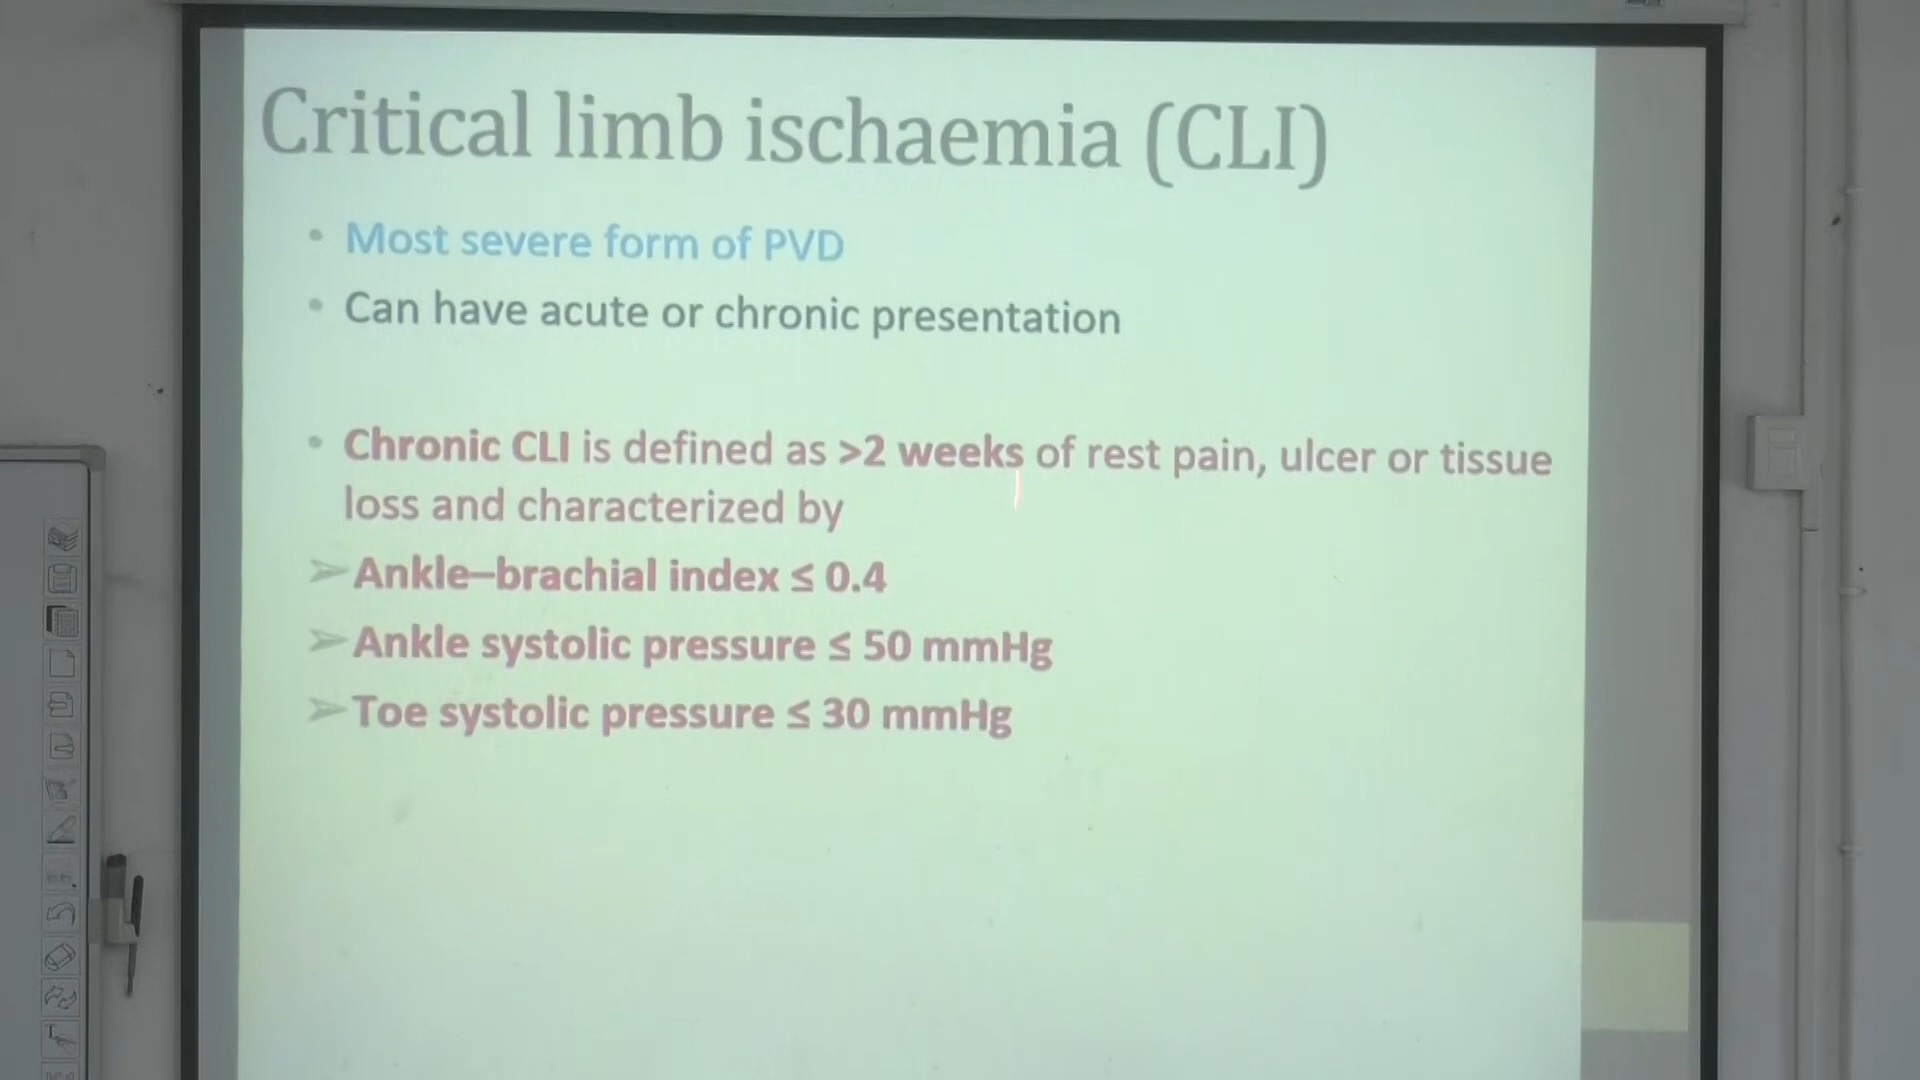 Critical limb ischaemia (CLI)
• Most severe form of PVD
• Can have acute or chronic presentation
• Chronic CLI is defined as >2 weeks of rest pain, ulcer or tissue
loss and characterized by
➢ Ankle–brachial index ≤ 0.4
➢ Ankle systolic pressure ≤ 50 mmHg
➢ Toe systolic pressure ≤ 30 mmHg